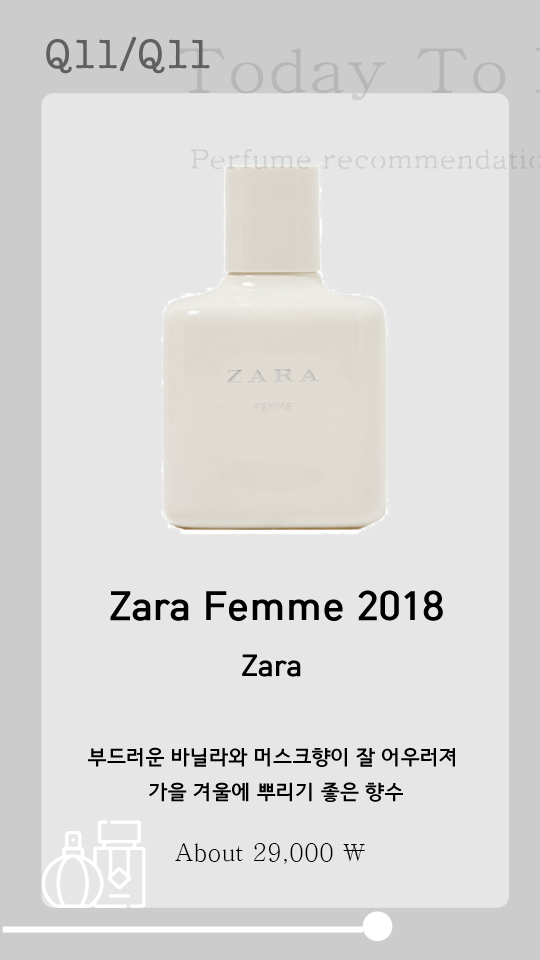 Q11/Q11
Today To
Perfume recommendatio
ZARA
FEMME
Zara Femme 2018
Zara
부드러운 바닐라와 머스크향이 잘 어우러져
가을 겨울에 뿌리기 좋은 향수
About 29,000 ₩